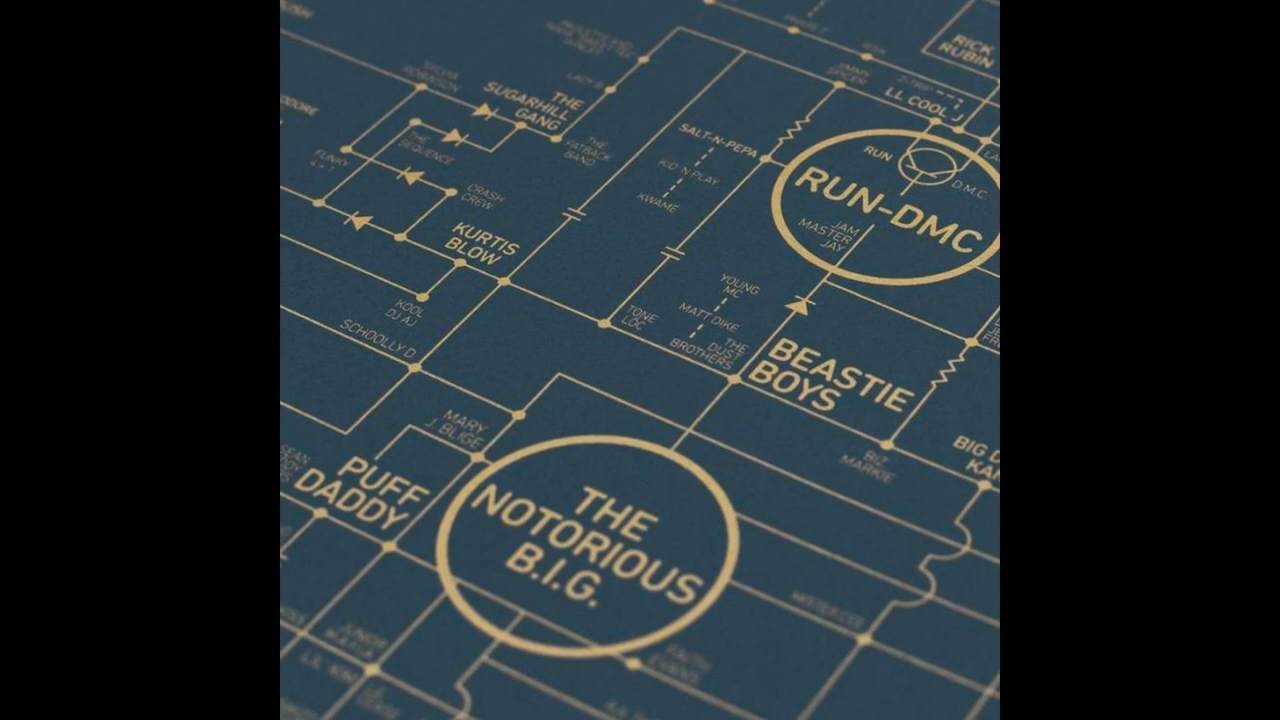 RICK
RUBIN
LADY B
SYLVIA
ROBINSON
THE
SUGARHILL
GANG
JIMMY
SPICER
LL COOL J
THE
SEQUENCE
THE
FATBACK
BAND
SALT-N-PEPA
KID 'N PLAY
KWAME
RUN
D.M.C.
RUN-DMC
JAM
MASTER
JAY
FUNKY
CRASH
CREW
KURTIS
BLOW
KOOL
DJ AJ
YOUNG
MC
MATT DIKE
THE
DUST
BROTHERS
TONE
LOC
SCHOOLLY D
BEASTIE
BOYS
BIZ
MARKIE
BIG D
KAN
MARY
J. BLIGE
PUFF
DADDY
THE
NOTORIOUS
B.I.G.
FAITH
EVANS